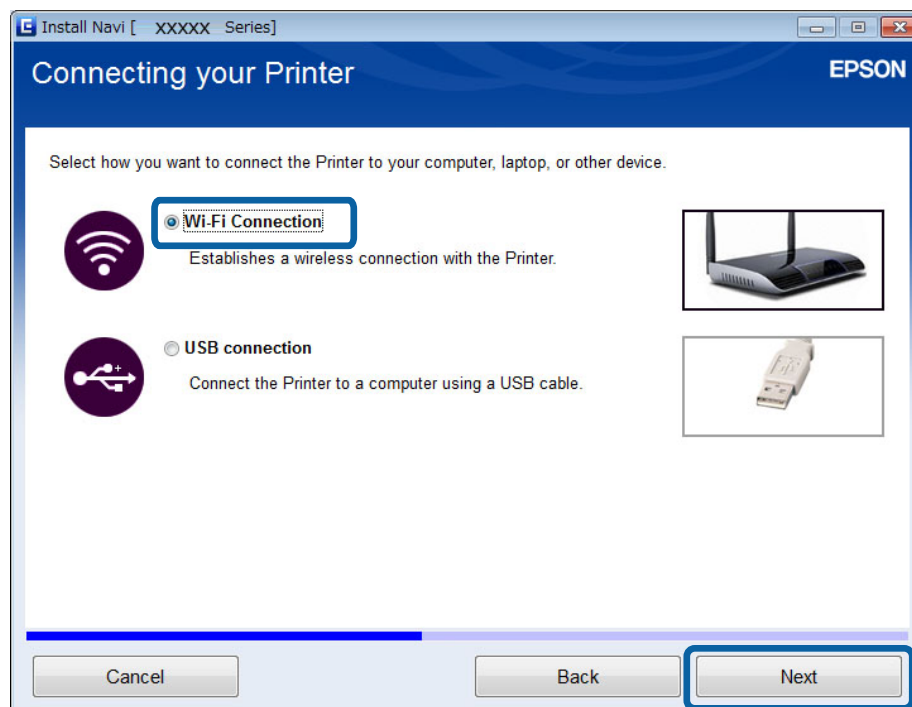 Install Navi [ XXXXX Series]
Connecting your Printer
EPSON
Select how you want to connect the Printer to your computer, laptop, or other device.
Wi-Fi Connection
Establishes a wireless connection with the Printer.
USB connection
Connect the Printer to a computer using a USB cable.
Cancel
Back
Next